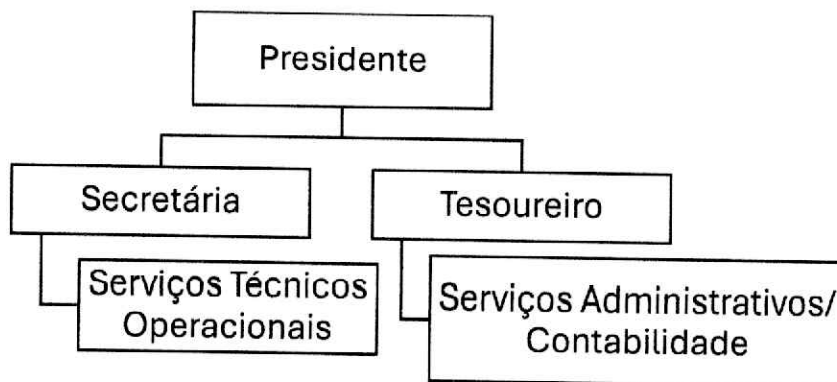 Presidente
Secretária
Tesoureiro
Serviços Técnicos
Operacionais
Serviços Administrativos/
Contabilidade